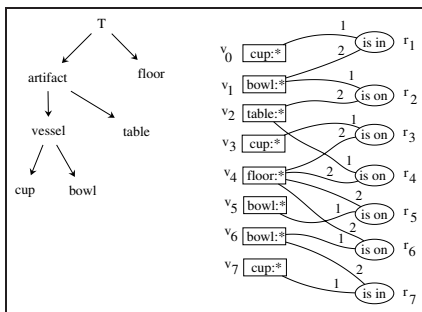 T
artifact
floor
vessel
table
cup
bowl
v0 cup:*
v1 bowl:*
v2 table:*
v3 cup:*
v4 floor:*
v5 bowl:*
v6 bowl:*
v7 cup:*
1
2
is in r1
1
2
is on r2
1
2
is on r3
1
2
is on r4
2
1
is on r5
2
1
is on r6
2
1
is in r7